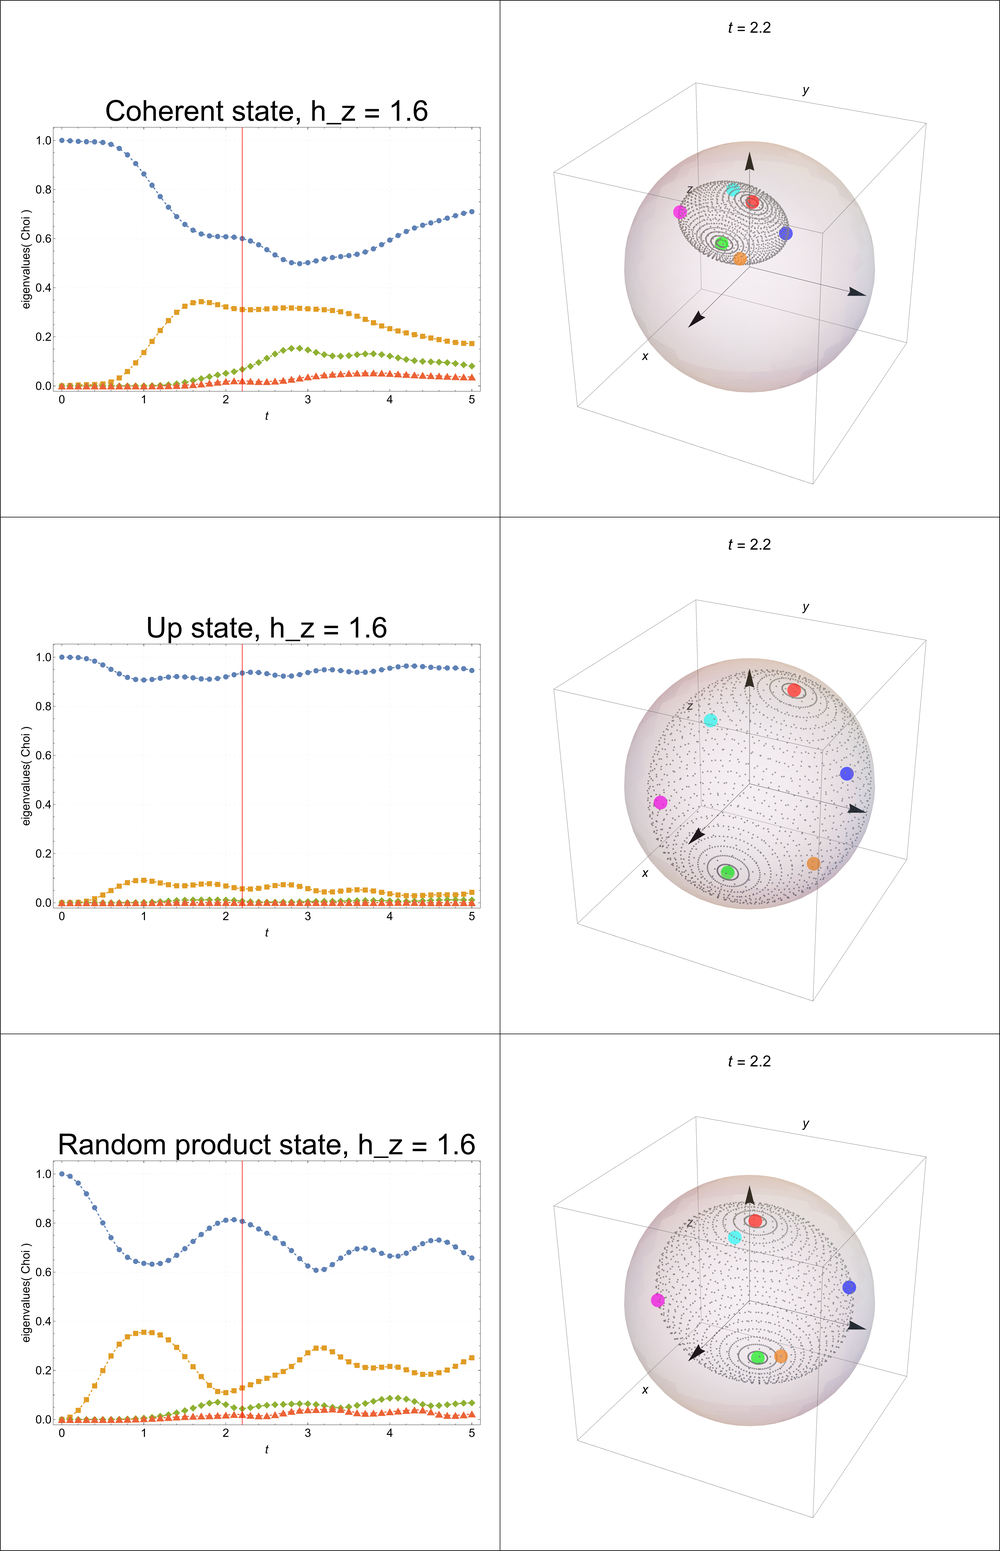 t = 2.2
Coherent state, h_z = 1.6
eigenvalues( Choi )
1.0
0.8
0.6
0.4
0.2
0.0
0 1 2 3 4 5
t
y
z
x
t = 2.2
Up state, h_z = 1.6
eigenvalues( Choi )
1.0
0.8
0.6
0.4
0.2
0.0
0 1 2 3 4 5
t
y
z
x
t = 2.2
Random product state, h_z = 1.6
eigenvalues( Choi )
1.0
0.8
0.6
0.4
0.2
0.0
0 1 2 3 4 5
t
y
z
x